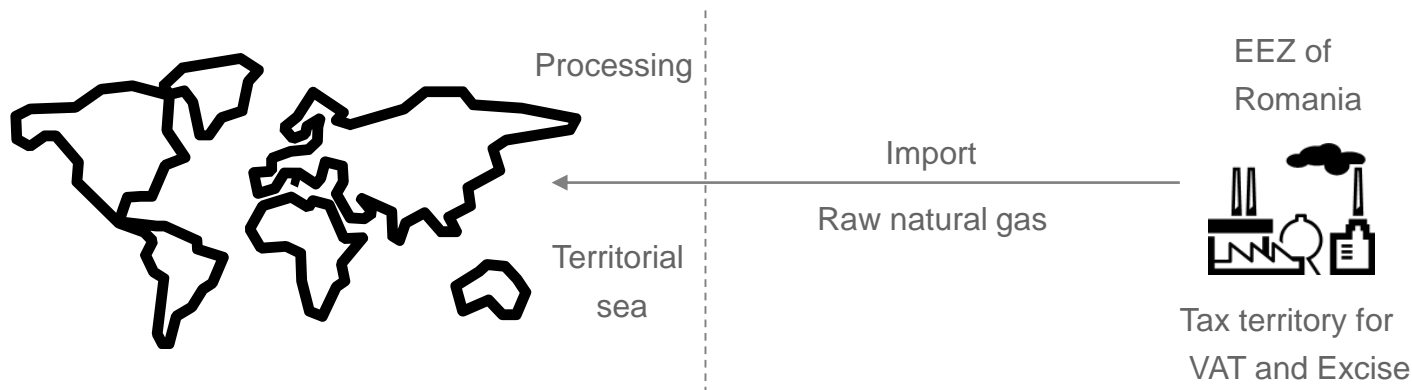 Processing
Territorial
sea
Import
Raw natural gas
EEZ of
Romania
Tax territory for
VAT and Excise